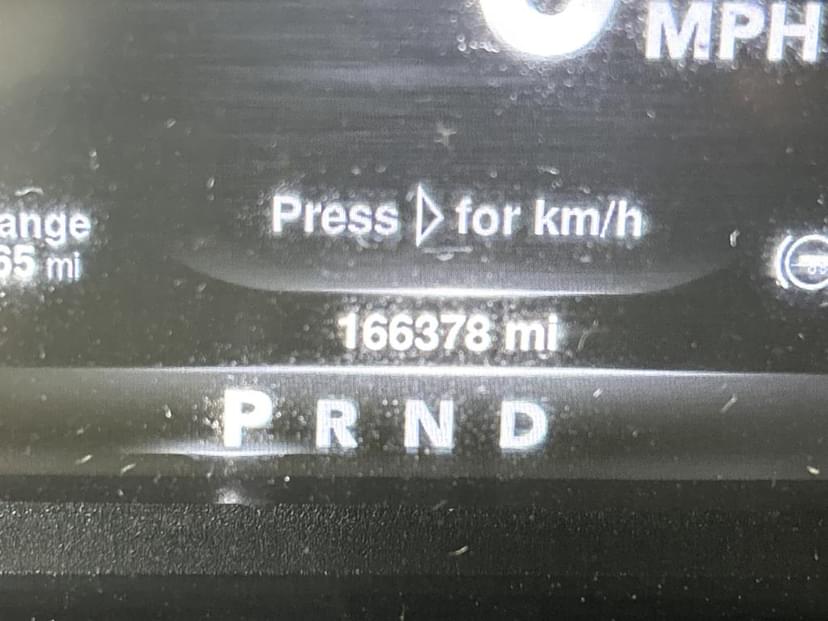 MPH
Press ▷ for km/h
ange
65 mi
166378 mi
P R N D